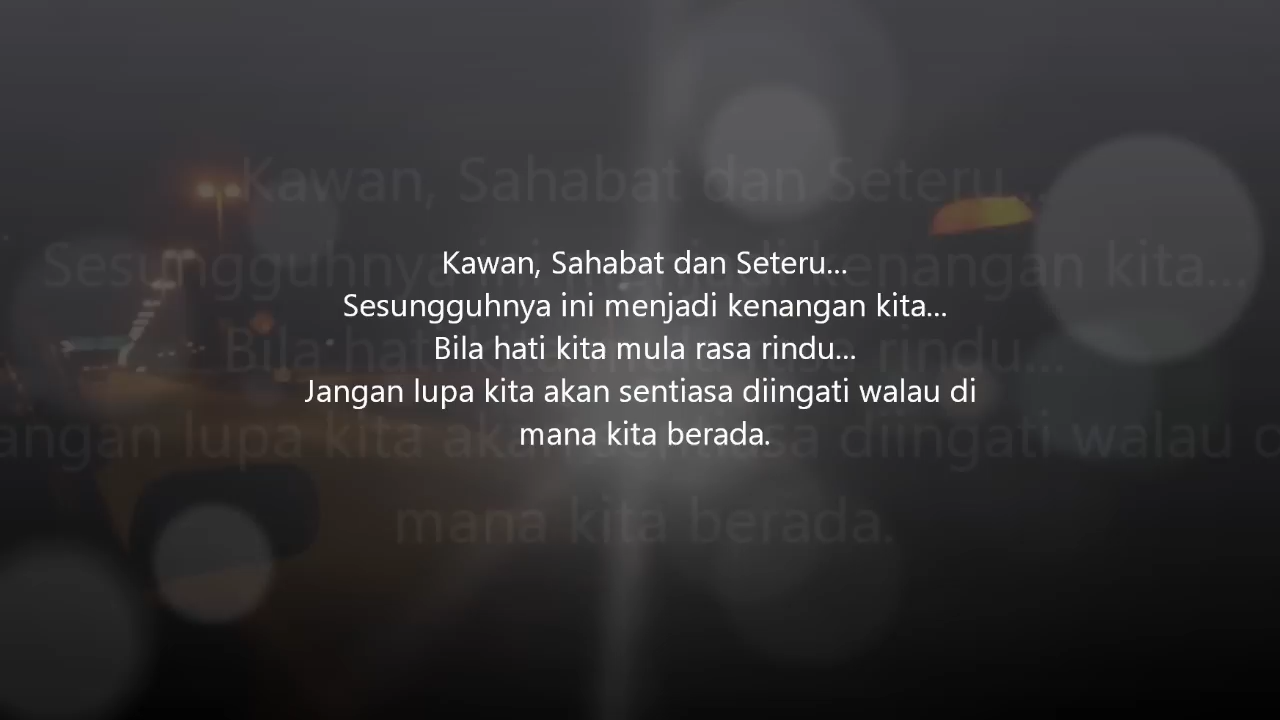 Kawan, Sahabat dan Seteru...
Sesungguhnya ini menjadi kenangan kita...
Bila hati kita mula rasa rindu...
Jangan lupa kita akan sentiasa diingati walau di
mana kita berada.